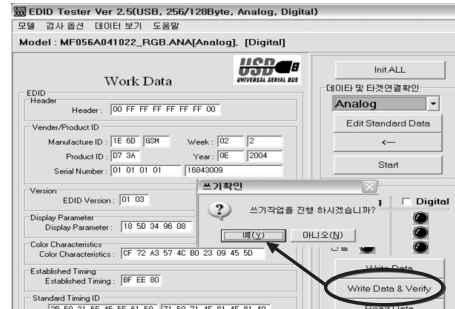 EDID Tester Ver 2.5(USB, 256/128Byte, Analog, Digital)
모델 검사 옵션 데이터 보기 도움말
Model : MF056A041022_RGB.ANA[Analog], [Digital]
Work Data
USB
UNIVERSAL SERIAL BUS
Init ALL
데이타 및 타겟연결확인
Analog
Edit Standard Data
<—
Start
EDID
Header
Header : 00 FF FF FF FF FF FF 00
Vender/Product ID
Manufacture ID : 1E 6D GSM Week : 02 2
Product ID : D7 3A Year : 0E 2004
Serial Number : 01 01 01 01 16843009
Version
EDID Version : 01 03
Display Parameter
Display Parameter : 18 5D 34 96 08
Color Characteristics
Color Characteristics : CF 72 A3 57 4C B0 23 09 45 5D
Established Timing
Established Timing : BF EE 80
Standard Timing ID
쓰기확인
쓰기작업을 진행 하시겠습니까?
예(Y) 아니오(N)
Digital
Write Data
Write Data & Verify
Read Data